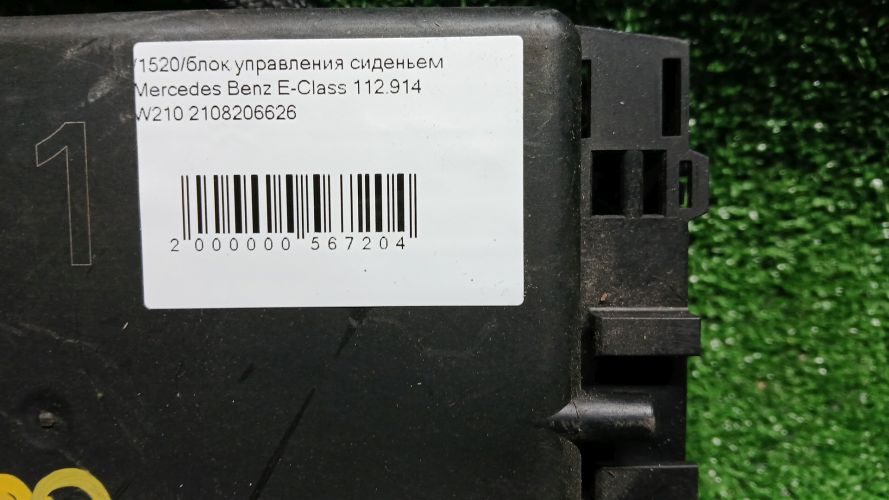 /1520/блок управления сиденьем
Mercedes Benz E-Class 112.914
W210 2108206626
1
2 000000 567204